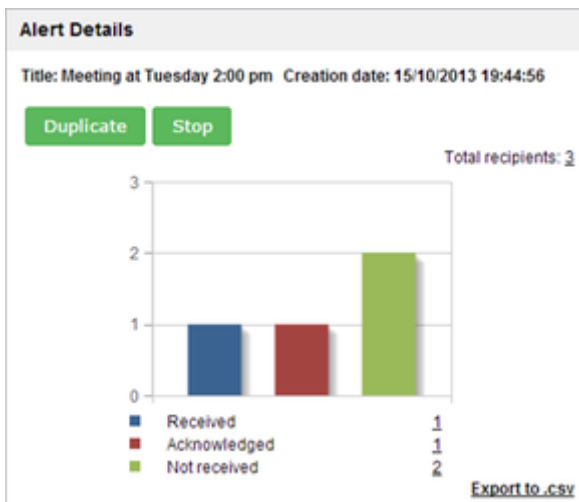 Alert Details
Title: Meeting at Tuesday 2:00 pm Creation date: 15/10/2013 19:44:56
Duplicate Stop
Total recipients: 3
3
2
1
0
Received 1
Acknowledged 1
Not received 2
Export to .csv